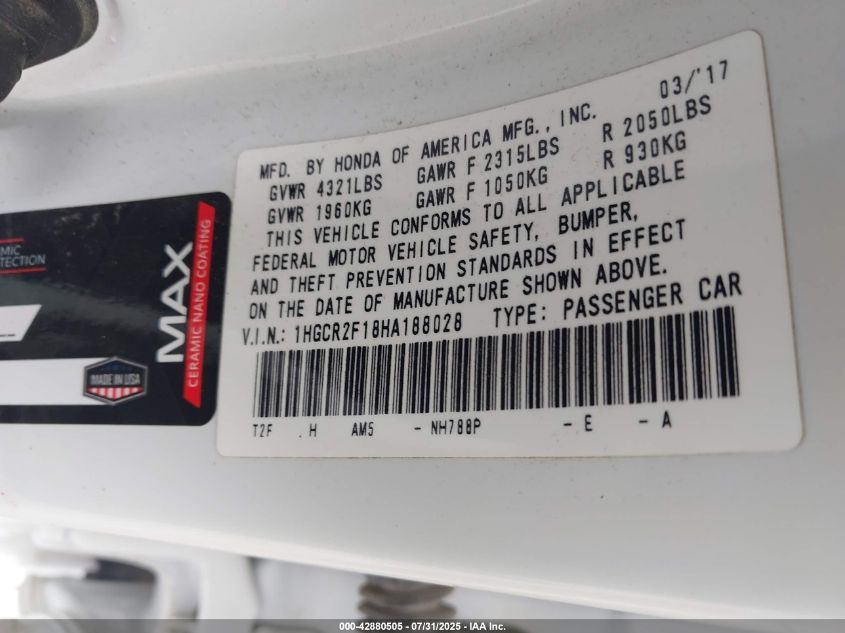 03/'17
MFD. BY HONDA OF AMERICA MFG., INC.
GVWR 4321LBS GAWR F 2315LBS R 2050LBS
GVWR 1960KG GAWR F 1050KG R 930KG
THIS VEHICLE CONFORMS TO ALL APPLICABLE
FEDERAL MOTOR VEHICLE SAFETY, BUMPER,
AND THEFT PREVENTION STANDARDS IN EFFECT
ON THE DATE OF MANUFACTURE SHOWN ABOVE.
V.I.N.: 1HGCR2F18HA188028 TYPE: PASSENGER CAR
T2F .H AM5 - NH788P - E - A
MAX
CERAMIC NANO COATING
MADE IN USA
000-42880505 - 07/31/2025 - IAA Inc.